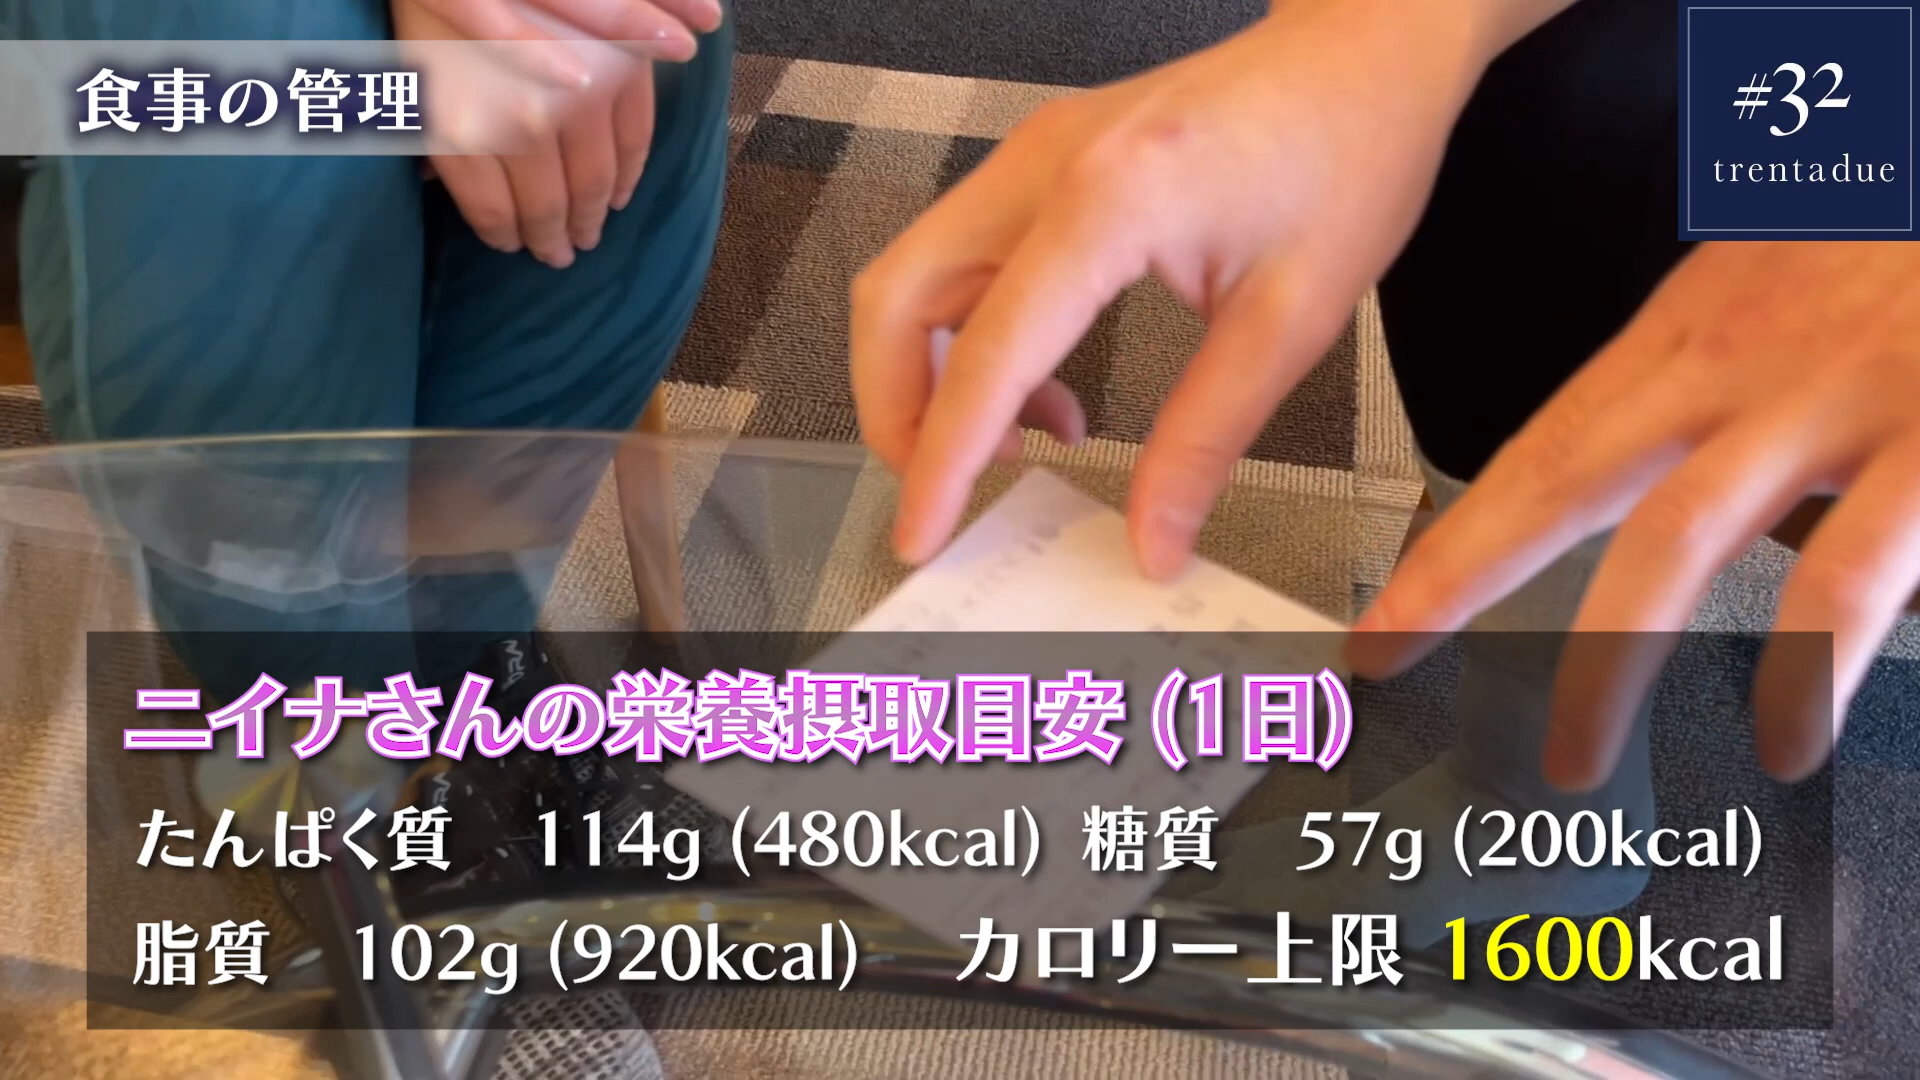 食事の管理
#32
trentadue
ニイナさんの栄養摂取目安 (1日)
たんぱく質 114g (480kcal) 糖質 57g (200kcal)
脂質 102g (920kcal) カロリー上限 1600kcal